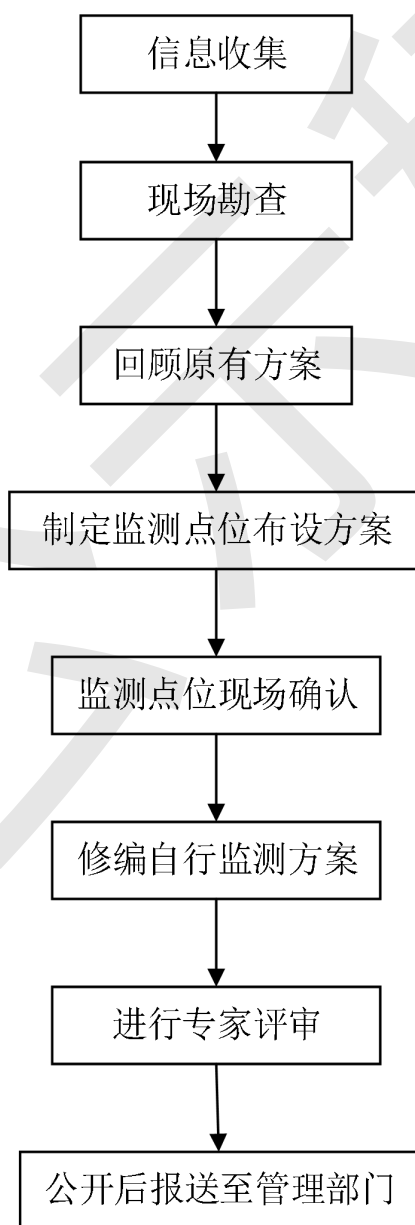 信息收集
现场勘查
回顾原有方案
制定监测点位布设方案
监测点位现场确认
修编自行监测方案
进行专家评审
公开后报送至管理部门